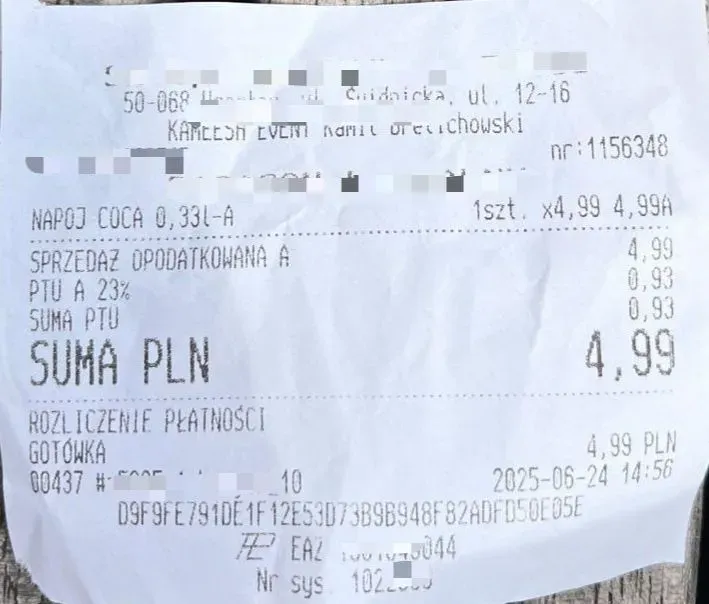 50-068 Świdnicka, ul. 12-16
KAMEESH EVENT Kamil
nr:1156348
NAPOJ COCA 0,33l-A 1szt. x4,99 4,99A
SPRZEDAŻ OPODATKOWANA A 4,99
PTU A 23% 0,93
SUMA PTU 0,93
SUMA PLN 4,99
ROZLICZENIE PŁATNOŚCI
GOTÓWKA 4,99 PLN
00437 # 10 2025-06-24 14:56
D9F9FE791DE1F12E53D73B9B948F82ADFD50E05E
EAZ
Nr sys.